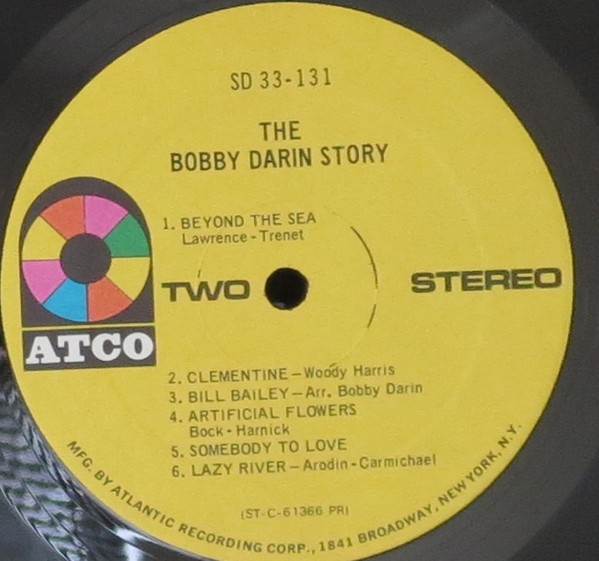 SD 33-131
THE
BOBBY DARIN STORY
1. BEYOND THE SEA
Lawrence - Trenet
TWO
STEREO
ATCO
2. CLEMENTINE — Woody Harris
3. BILL BAILEY — Arr. Bobby Darin
4. ARTIFICIAL FLOWERS
Bock - Harnick
5. SOMEBODY TO LOVE
6. LAZY RIVER — Arodin - Carmichael
(ST-C-61366 PR)
MFG. BY ATLANTIC RECORDING CORP., 1841 BROADWAY, NEW YORK, N.Y.